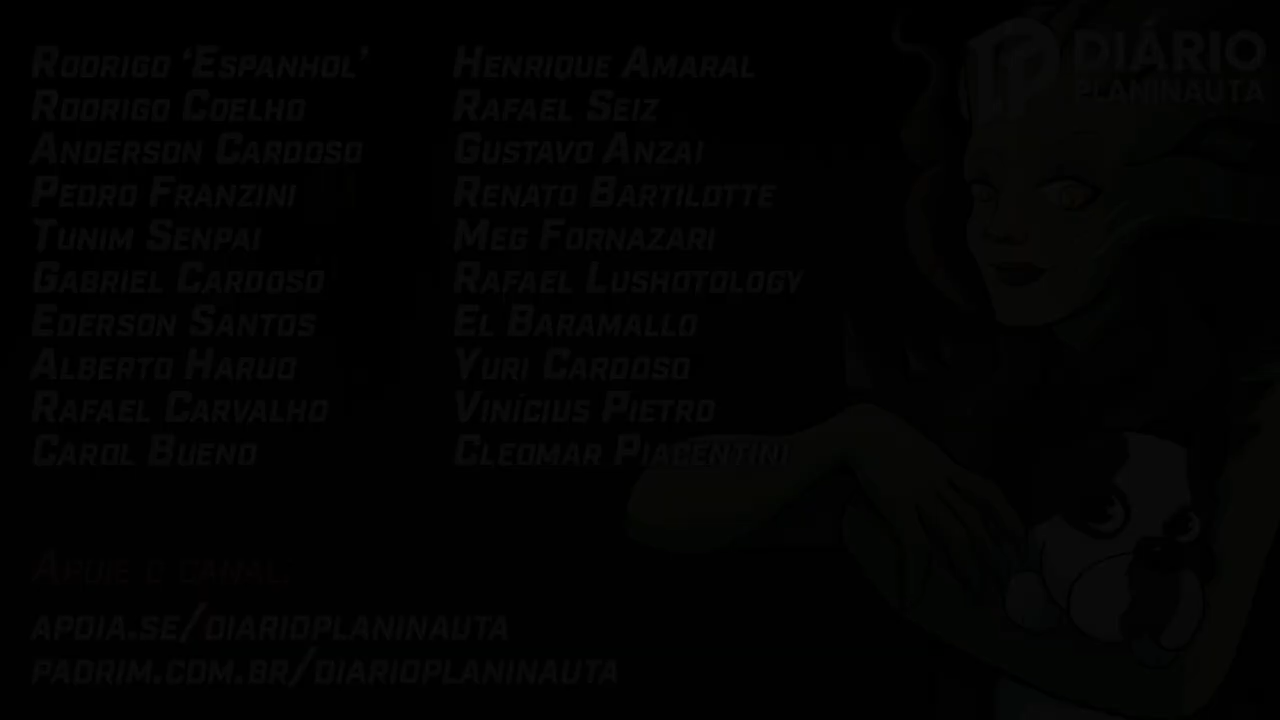 Rodrigo 'Espanhol'
Rodrigo Coelho
Anderson Cardoso
Pedro Franzini
Tunim Senpai
Gabriel Cardoso
Ederson Santos
Alberto Haruo
Rafael Carvalho
Carol Bueno
Henrique Amaral
Rafael Seiz
Gustavo Anzai
Renato Bartilotte
Meg Fornazari
Rafael Lushotology
El Baramallo
Yuri Cardoso
Vinícius Pietro
Cleomar Piacentini
DIÁRIO
PLANINAUTA
Apoie o canal,
apoia.se/diarioplaninauta
padrim.com.br/diarioplaninauta